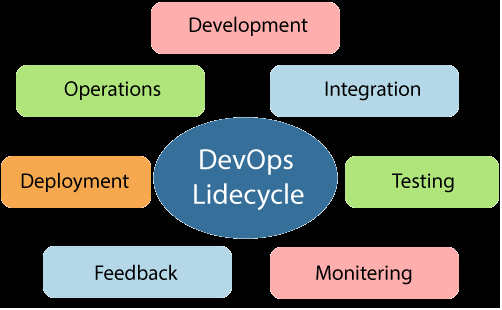 Development
Operations
Integration
DevOps
Lidecycle
Deployment
Testing
Feedback
Monitering